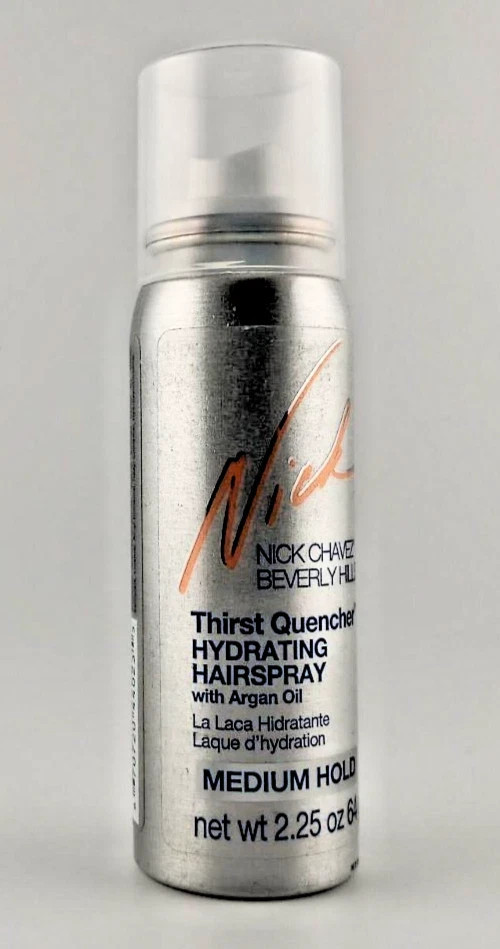 Nick
NICK CHAVEZ
BEVERLY HILL
Thirst Quencher
HYDRATING
HAIRSPRAY
with Argan Oil
La Laca Hidratante
Laque d'hydration
MEDIUM HOLD
net wt 2.25 oz 64